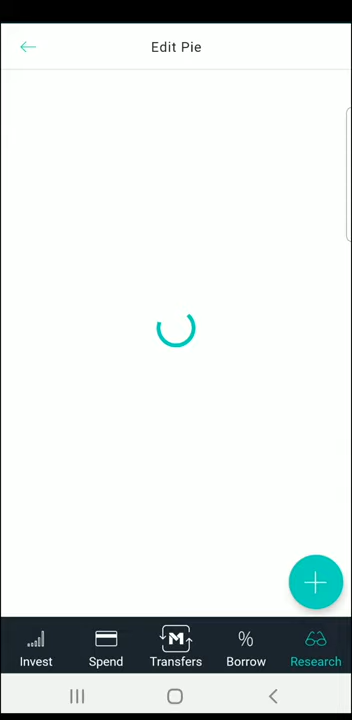 Edit Pie
M
%
Invest
Spend
Transfers
Borrow
Research